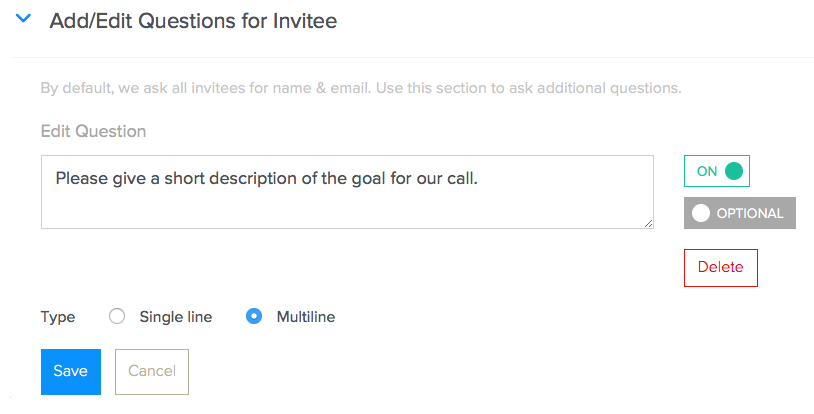 Add/Edit Questions for Invitee
By default, we ask all invitees for name & email. Use this section to ask additional questions.
Edit Question
Please give a short description of the goal for our call.
ON
OPTIONAL
Delete
Type Single line Multiline
Save Cancel